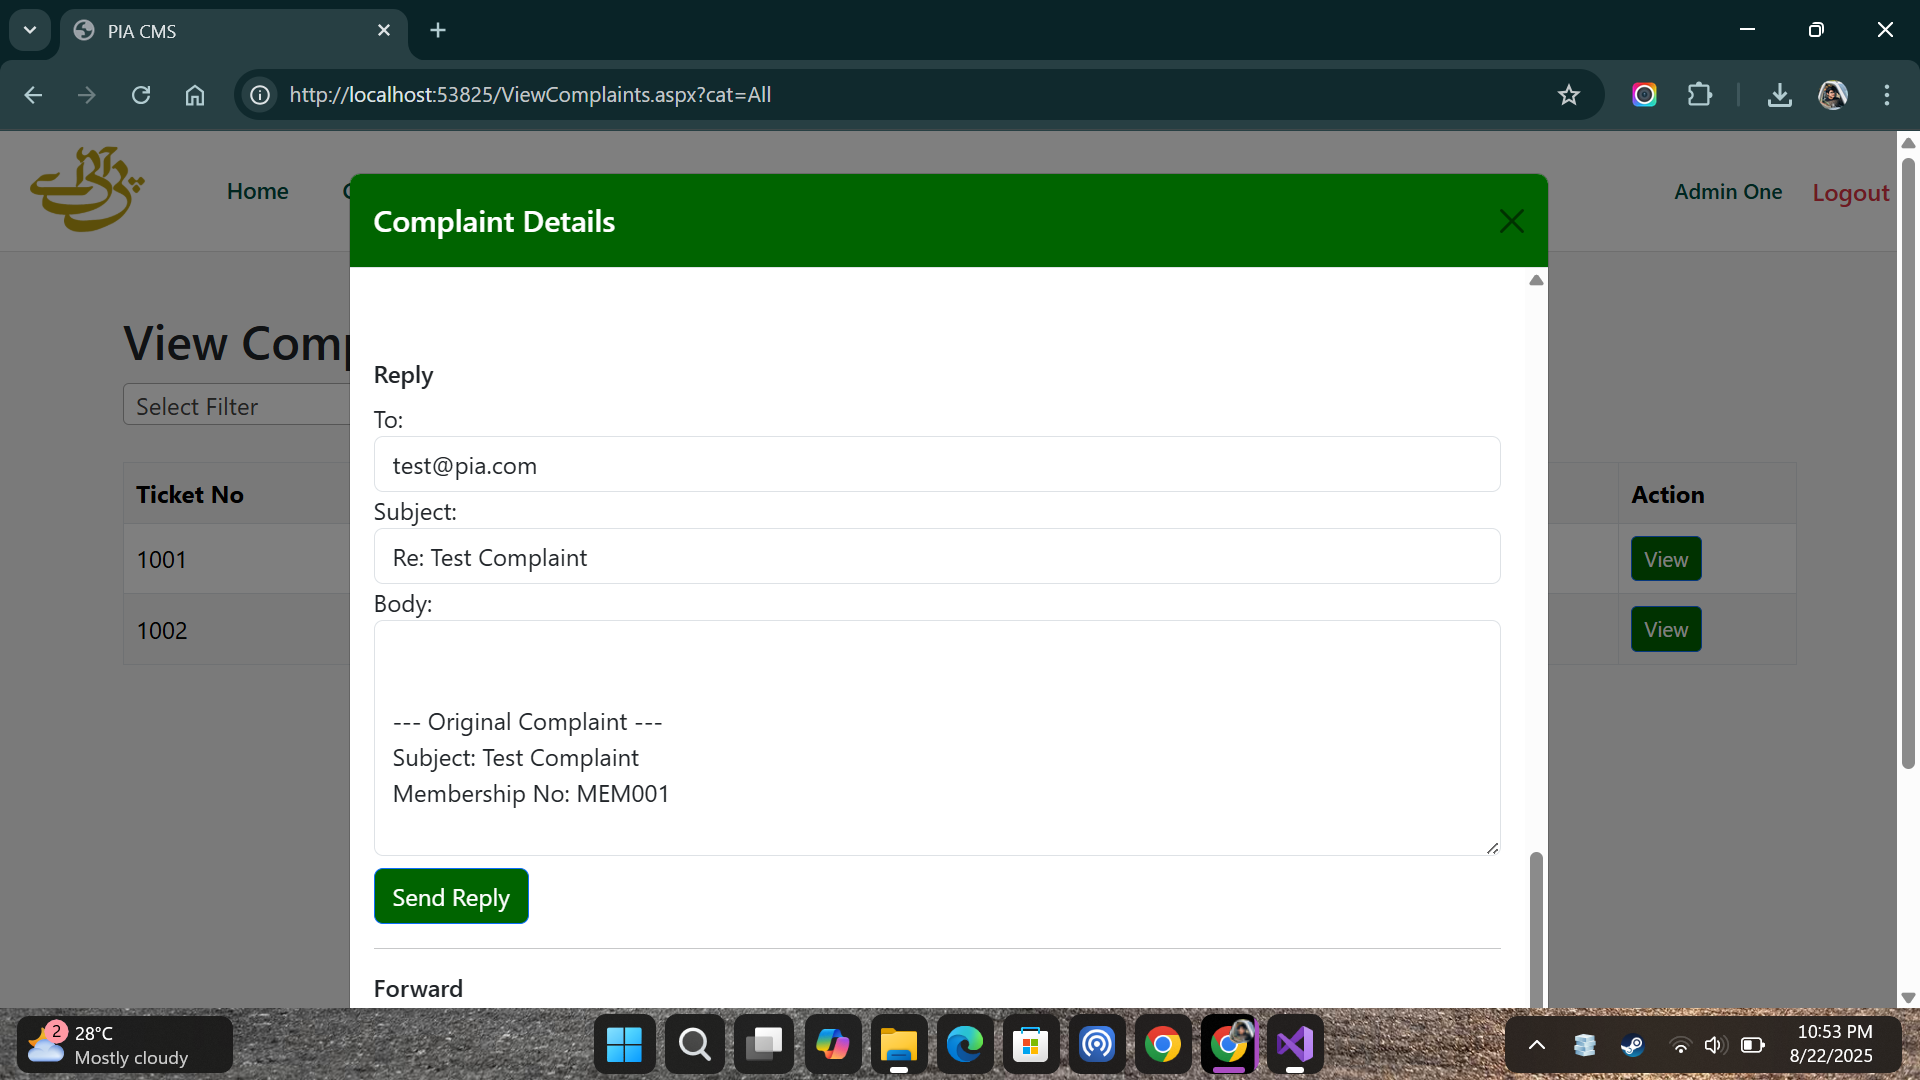 PIA CMS
http://localhost:53825/ViewComplaints.aspx?cat=All
Home
Admin One
Logout
Complaint Details
View Comp
Select Filter
Ticket No
Action
1001
View
1002
View
Reply
To:
test@pia.com
Subject:
Re: Test Complaint
Body:
--- Original Complaint ---
Subject: Test Complaint
Membership No: MEM001
Send Reply
Forward
2
28°C
Mostly cloudy
10:53 PM
8/22/2025